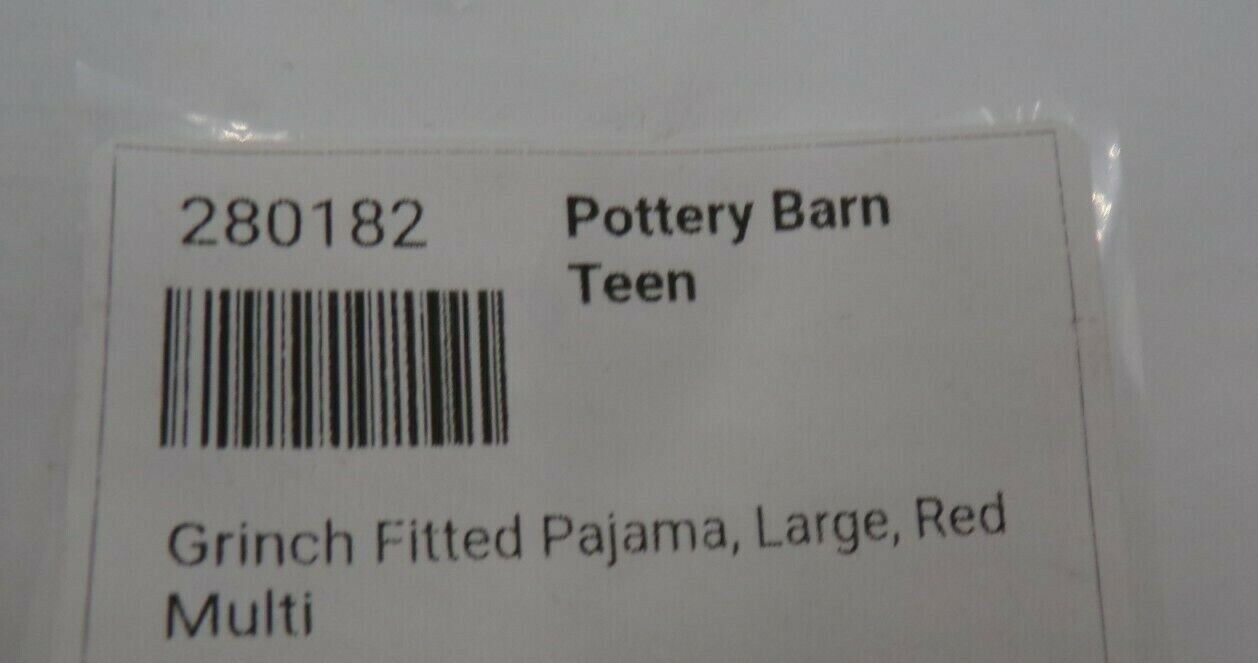 280182
Pottery Barn
Teen
Grinch Fitted Pajama, Large, Red
Multi